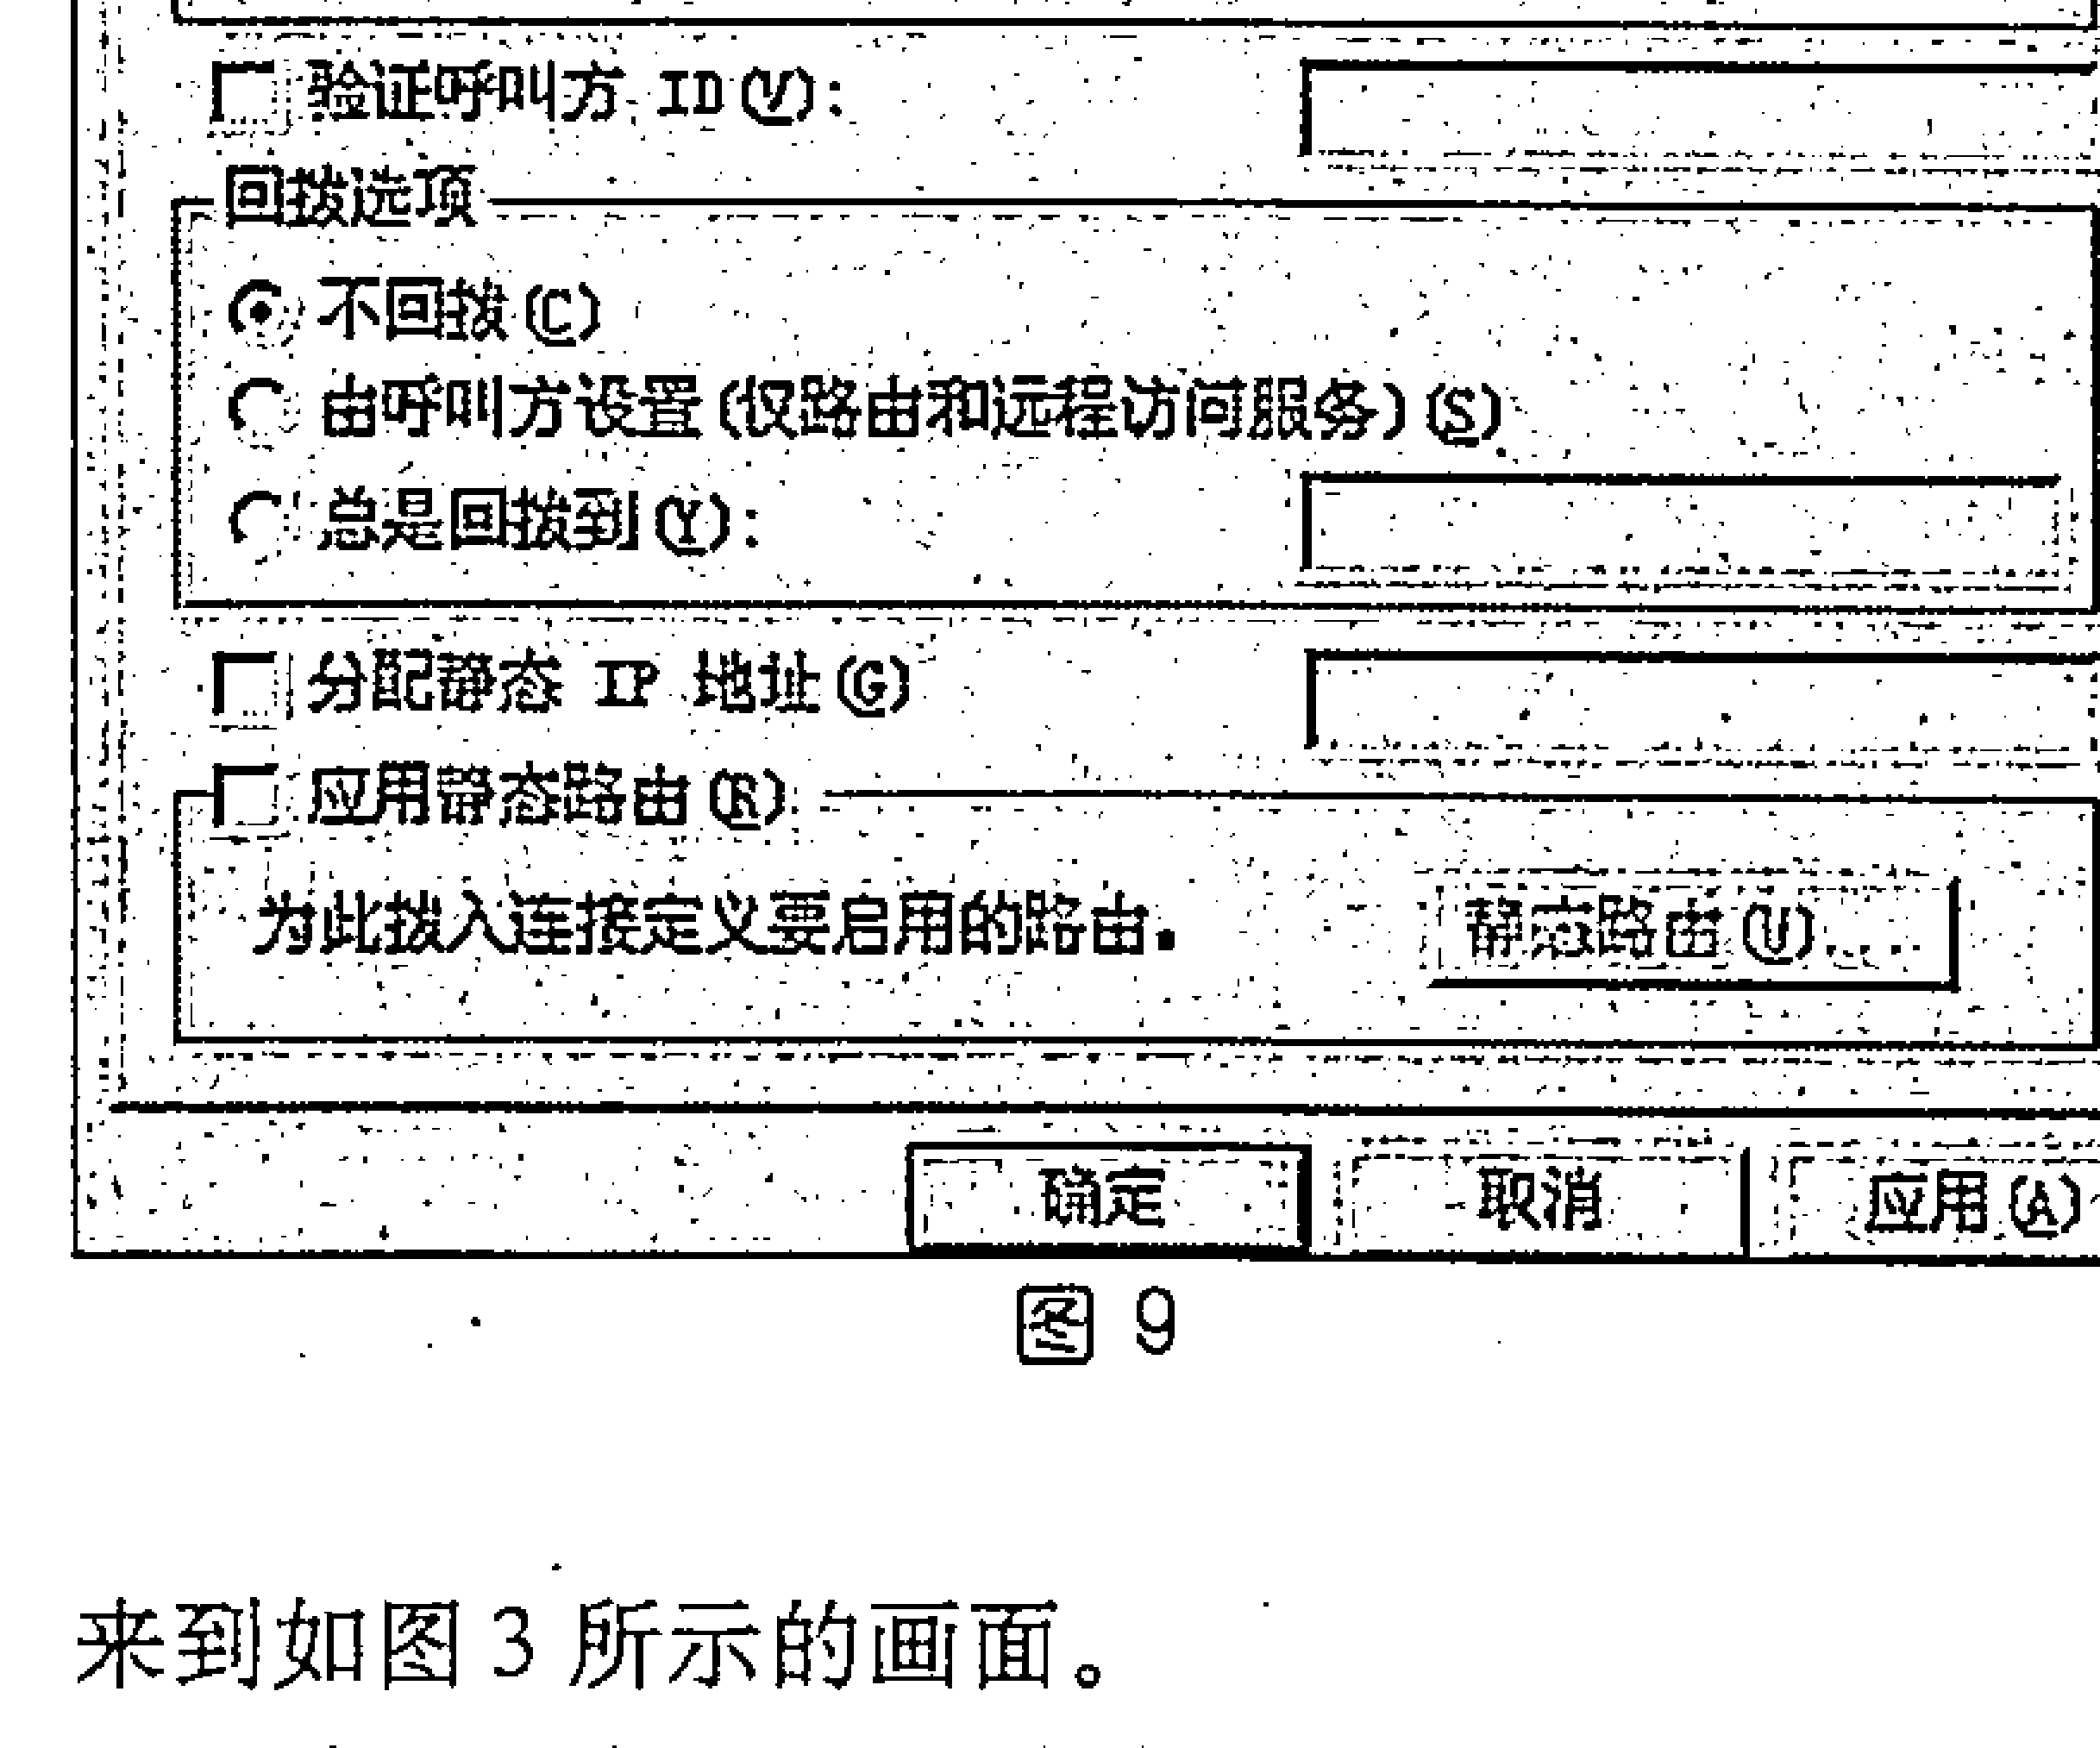 验证呼叫方 ID(V):
回拨选项
不回拨(C)
由呼叫方设置(仅路由和远程访问服务)(S)
总是回拨到(Y):
分配静态 IP 地址(G)
应用静态路由(R)
为此拨入连接定义要启用的路由.
静态路由(U)...
确定 取消 应用(A)
图 9
来到如图 3 所示的画面。